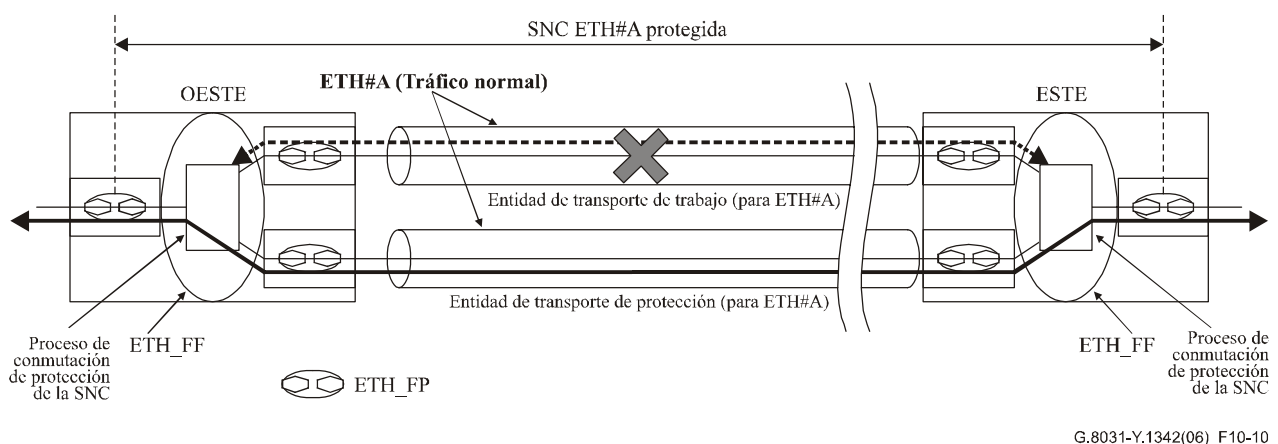 SNC ETH#A protegida
ETH#A (Tráfico normal)
OESTE
ESTE
Entidad de transporte de trabajo (para ETH#A)
Entidad de transporte de protección (para ETH#A)
Proceso de
conmutación
de protección
de la SNC
ETH_FF
ETH_FF
Proceso de
conmutación
de protección
de la SNC
ETH_FP
G.8031-Y.1342(06)_F10-10